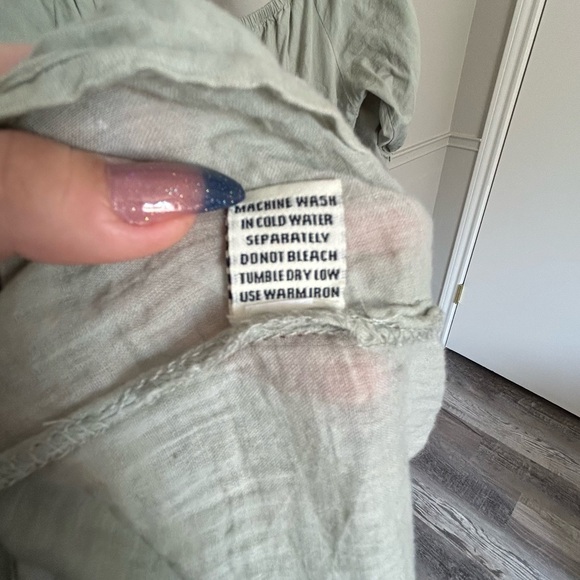 MACHINE WASH
IN COLD WATER
SEPARATELY
DO NOT BLEACH
TUMBLE DRY LOW
USE WARM IRON